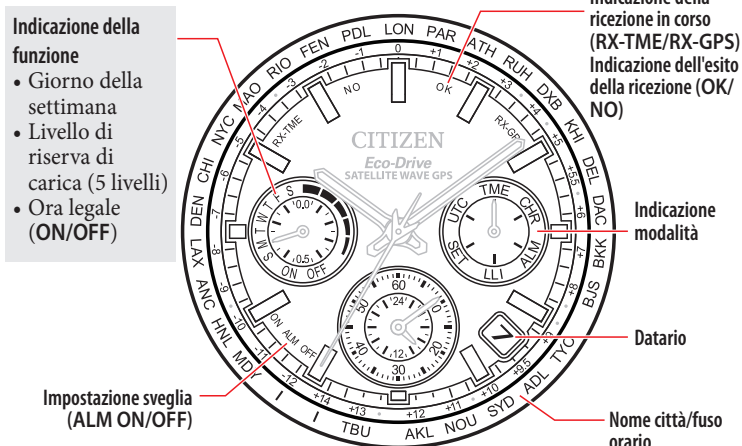 Indicazione della
funzione
• Giorno della
settimana
• Livello di
riserva di
carica (5 livelli)
• Ora legale
(ON/OFF)
Indicazione della
ricezione in corso
(RX-TME/RX-GPS)
Indicazione dell'esito
della ricezione (OK/
NO)
Indicazione
modalità
Datario
Nome città/fuso
orario
Impostazione sveglia
(ALM ON/OFF)
LON PAR ATH RUH DXB KHI DEL DAC BKK BJS TYO ADL SYD NOU AKL TBU
MDY HNL ANC LAX DEN CHI NYC MAO RIO FEN PDL
0 +1 +2 +3 +4 +5 +5.5 +6 +7 +8 +9 +9.5 +10 +11 +12 +13 +14
-12 -11 -10 -9 -8 -7 -6 -5 -4 -3 -2 -1
NO
OK
RX-TME
RX-GPS
CITIZEN
Eco-Drive
SATELLITE WAVE GPS
S M T W T F S
0.0
0.5
ON OFF
UTC TME CHR ALM LLI SET
60 10 20 30 40 50
24
12
ON ALM OFF